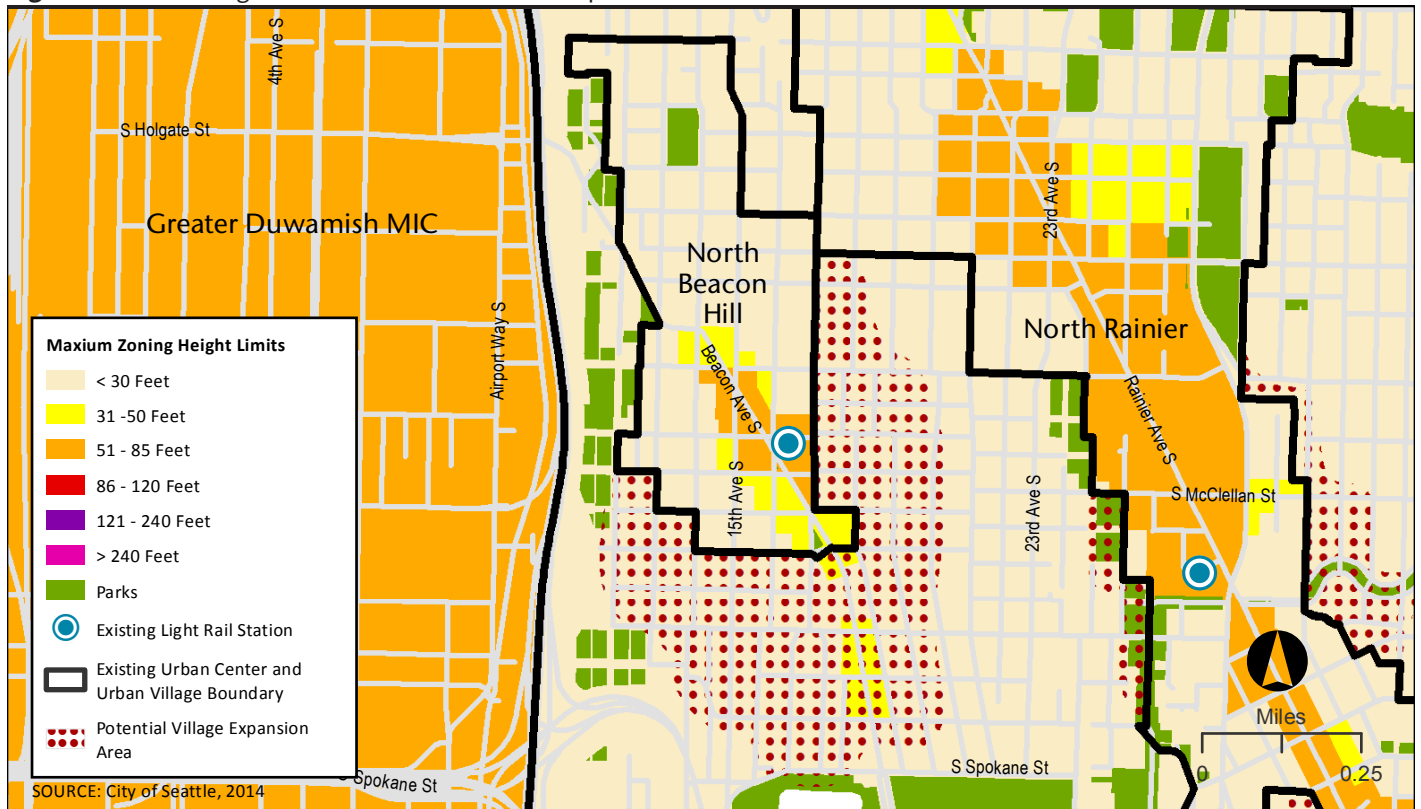 4th Ave S
S Holgate St
23rd Ave S
Greater Duwamish MIC
North
Beacon
Hill
North Rainier
Airport Way S
Beacon Ave S
Rainier Ave S
15th Ave S
S McClellan St
23rd Ave S
Maxium Zoning Height Limits
< 30 Feet
31 -50 Feet
51 - 85 Feet
86 - 120 Feet
121 - 240 Feet
> 240 Feet
Parks
Existing Light Rail Station
Existing Urban Center and
Urban Village Boundary
Potential Village Expansion
Area
Miles
0 0.25
S Spokane St
S Spokane St
SOURCE: City of Seattle, 2014